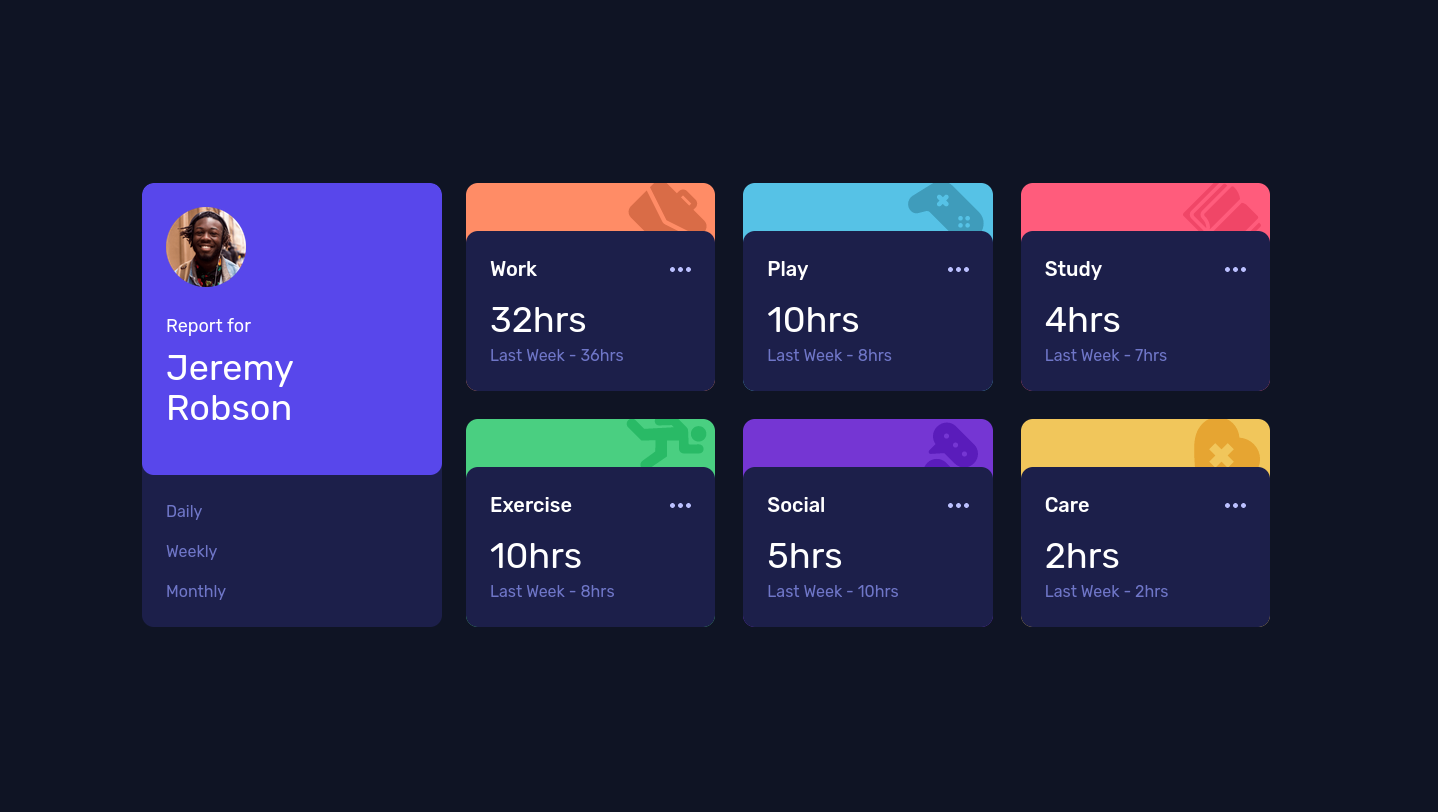 Report for
Jeremy
Robson
Daily
Weekly
Monthly
Work
32hrs
Last Week - 36hrs
Play
10hrs
Last Week - 8hrs
Study
4hrs
Last Week - 7hrs
Exercise
10hrs
Last Week - 8hrs
Social
5hrs
Last Week - 10hrs
Care
2hrs
Last Week - 2hrs